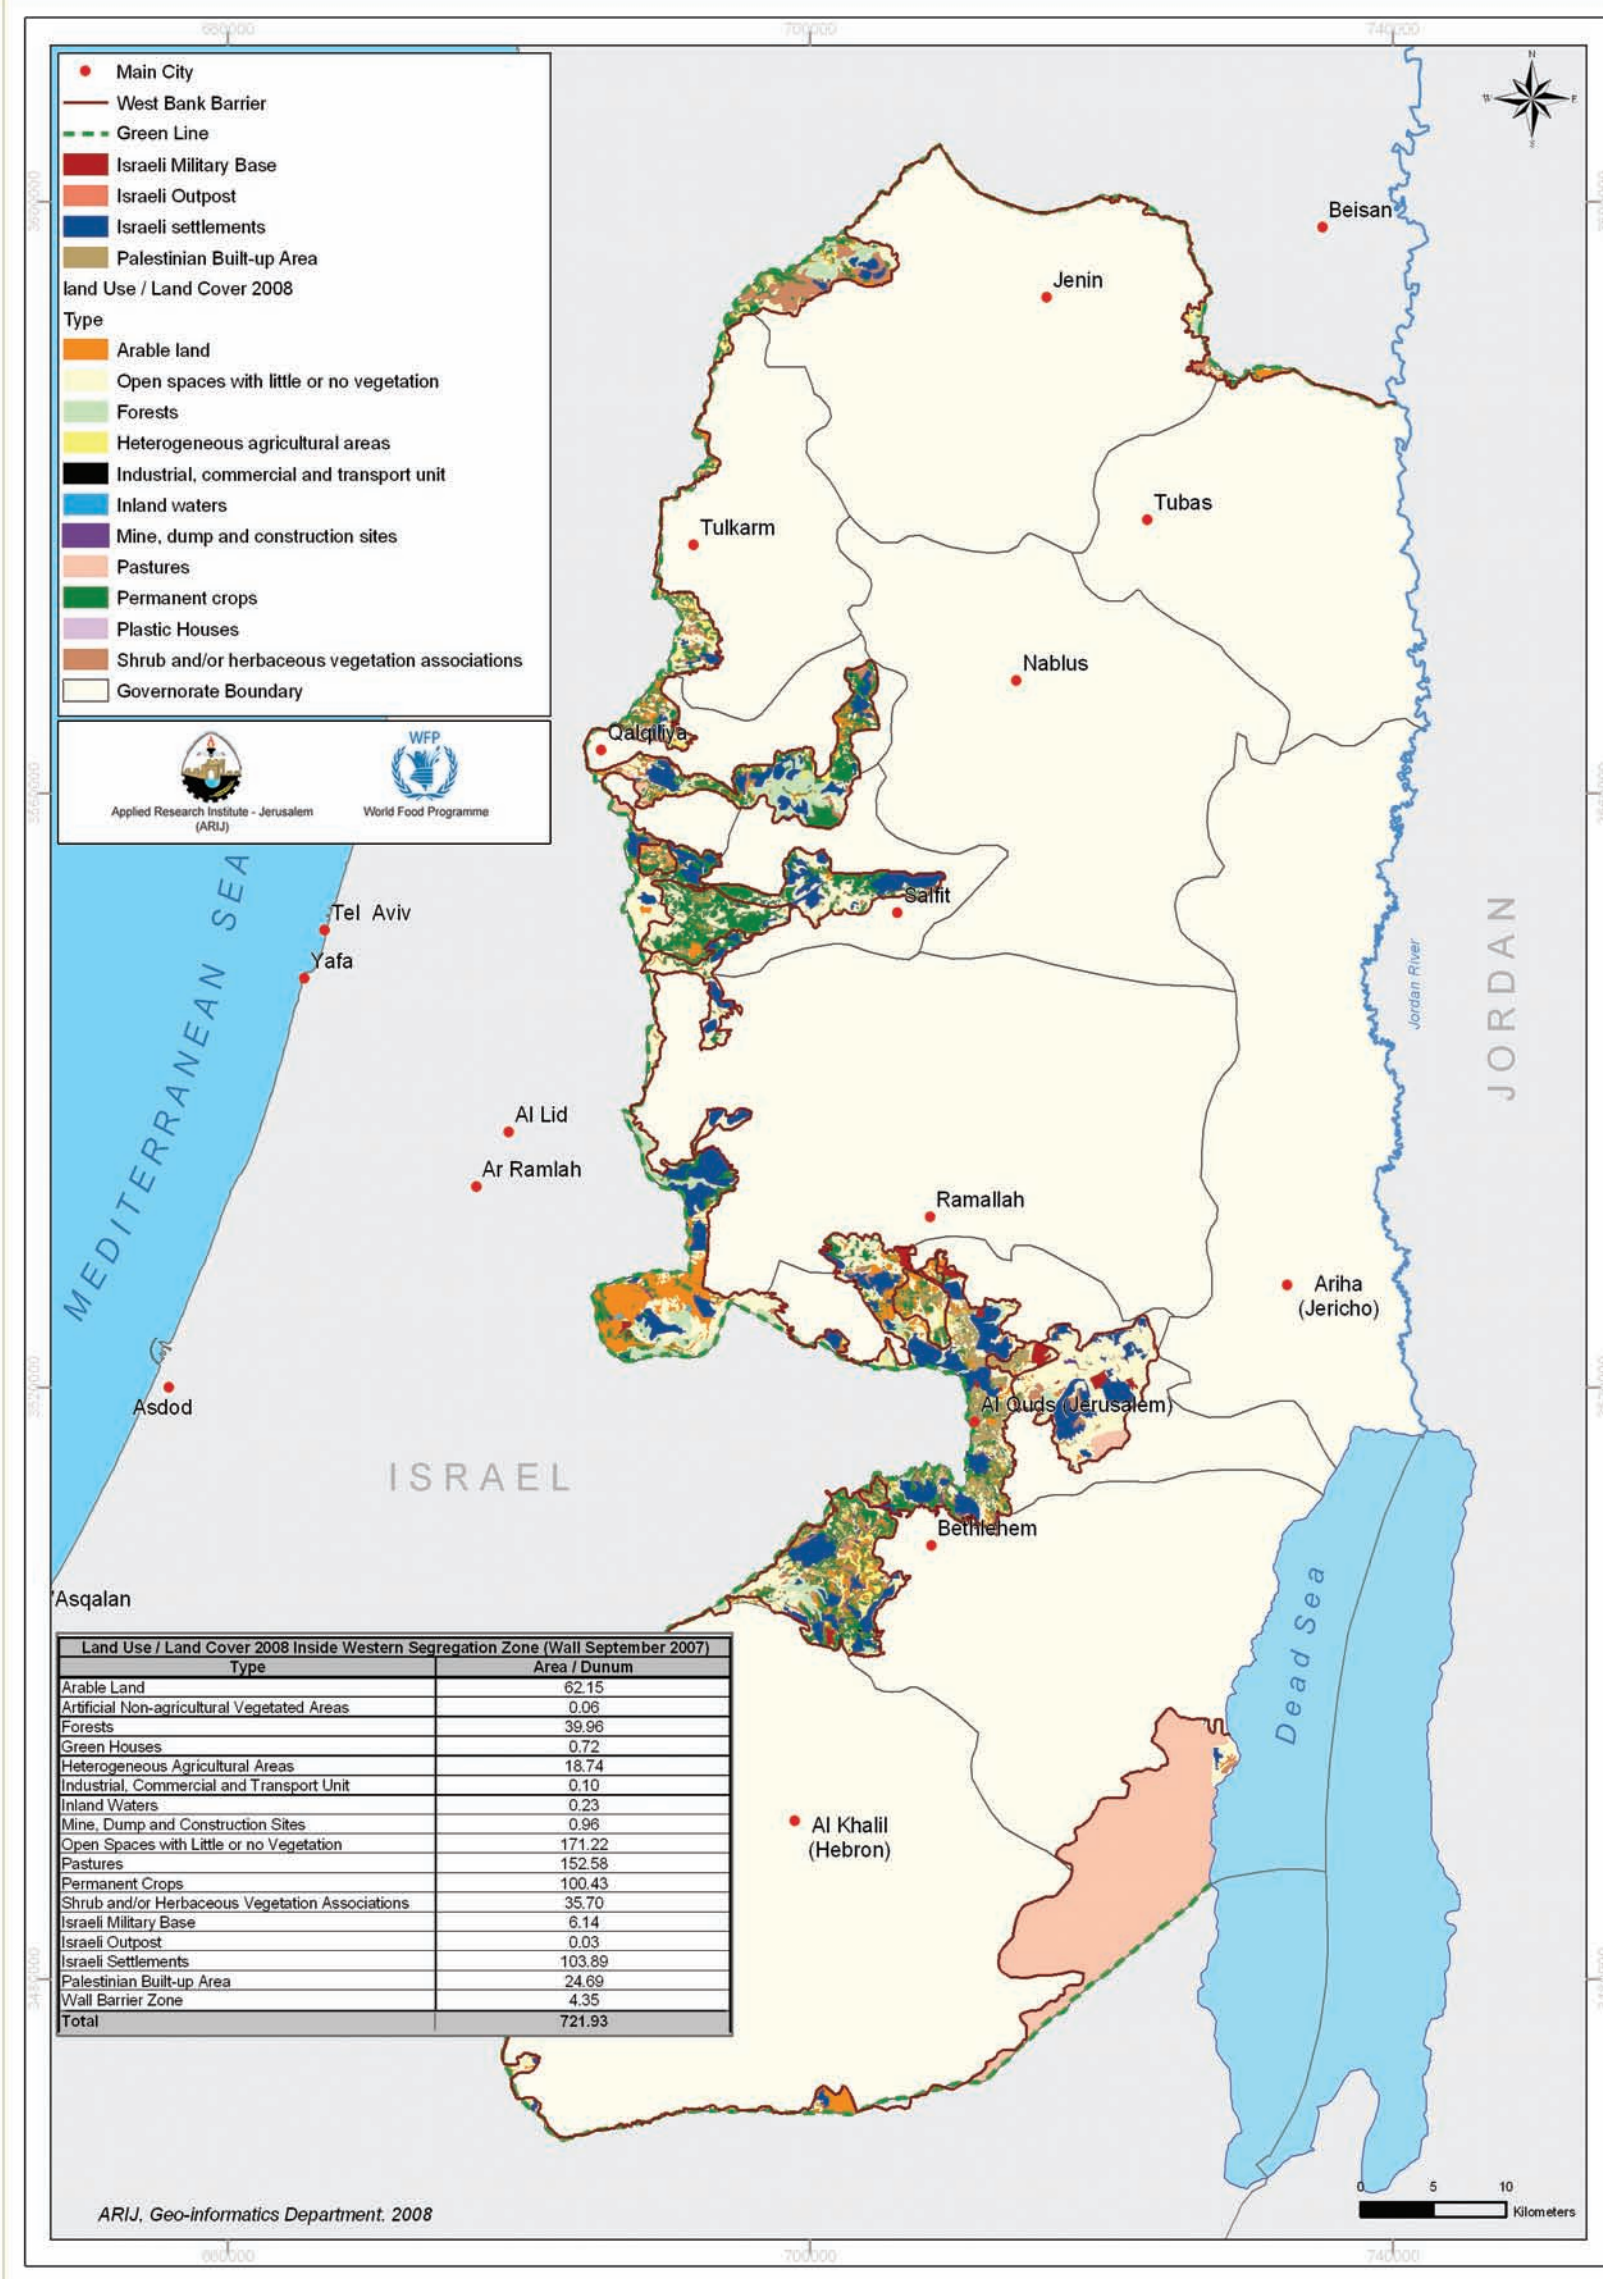 680000 700000 740000
Main City
West Bank Barrier
Green Line
Israeli Military Base
Israeli Outpost
Israeli settlements
Palestinian Built-up Area
land Use / Land Cover 2008
Type
Arable land
Open spaces with little or no vegetation
Forests
Heterogeneous agricultural areas
Industrial, commercial and transport unit
Inland waters
Mine, dump and construction sites
Pastures
Permanent crops
Plastic Houses
Shrub and/or herbaceous vegetation associations
Governorate Boundary
WFP
Applied Research Institute - Jerusalem
(ARIJ)
World Food Programme
N
W E
S
Beisan
Jenin
Tubas
Tulkarm
Nablus
Qalqiliya
Salfit
Tel Aviv
Yafa
MEDITERRANEAN SEA
JORDAN
Jordan River
Al Lid
Ar Ramlah
Ramallah
Ariha
(Jericho)
Asdod
Al Quds (Jerusalem)
ISRAEL
Bethlehem
'Asqalan
Dead Sea
Al Khalil
(Hebron)
Land Use / Land Cover 2008 Inside Western Segregation Zone (Wall September 2007)
Type Area / Dunum
Arable Land 62.15
Artificial Non-agricultural Vegetated Areas 0.06
Forests 39.96
Green Houses 0.72
Heterogeneous Agricultural Areas 18.74
Industrial, Commercial and Transport Unit 0.10
Inland Waters 0.23
Mine, Dump and Construction Sites 0.96
Open Spaces with Little or no Vegetation 171.22
Pastures 152.58
Permanent Crops 100.43
Shrub and/or Herbaceous Vegetation Associations 35.70
Israeli Military Base 6.14
Israeli Outpost 0.03
Israeli Settlements 103.89
Palestinian Built-up Area 24.69
Wall Barrier Zone 4.35
Total 721.93
0 5 10
Kilometers
ARIJ, Geo-informatics Department. 2008
660000 700000 740000